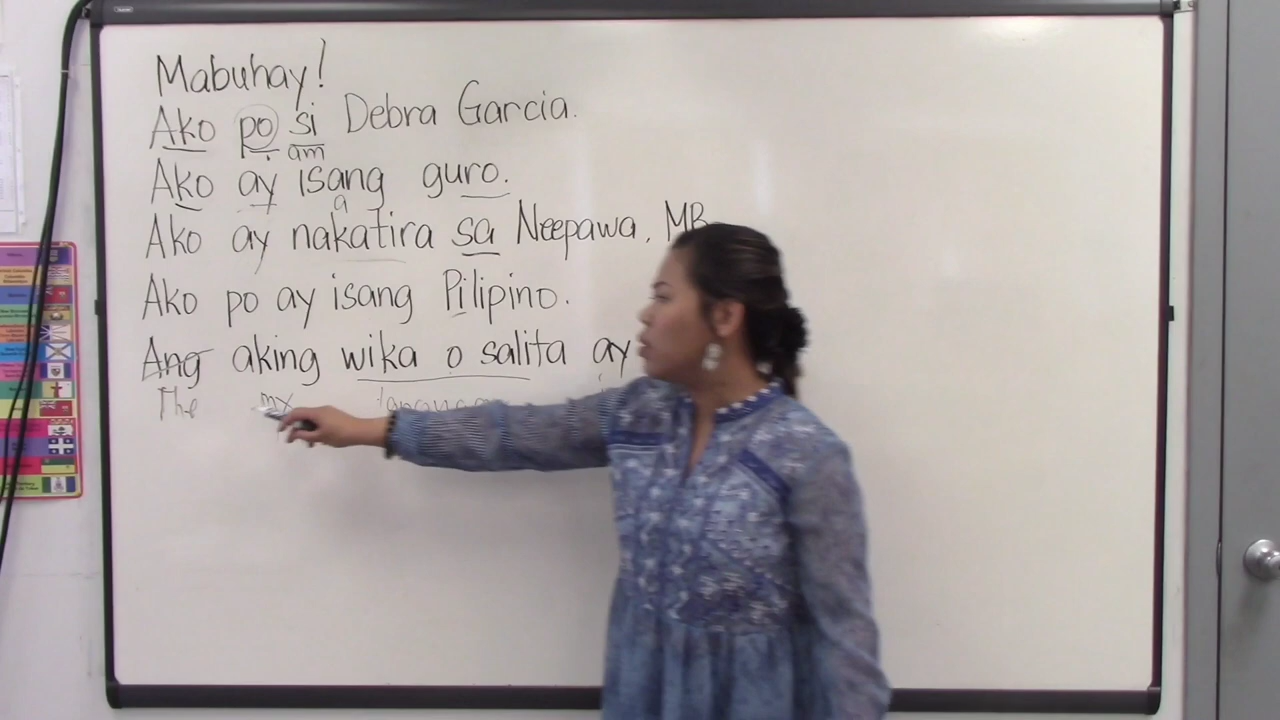 Mabuhay!
Ako po si Debra Garcia.
am
Ako ay isang guro.
a
Ako ay nakatira sa Neepawa, MB
Ako po ay isang Pilipino.
Ang aking wika o salita ay
The my